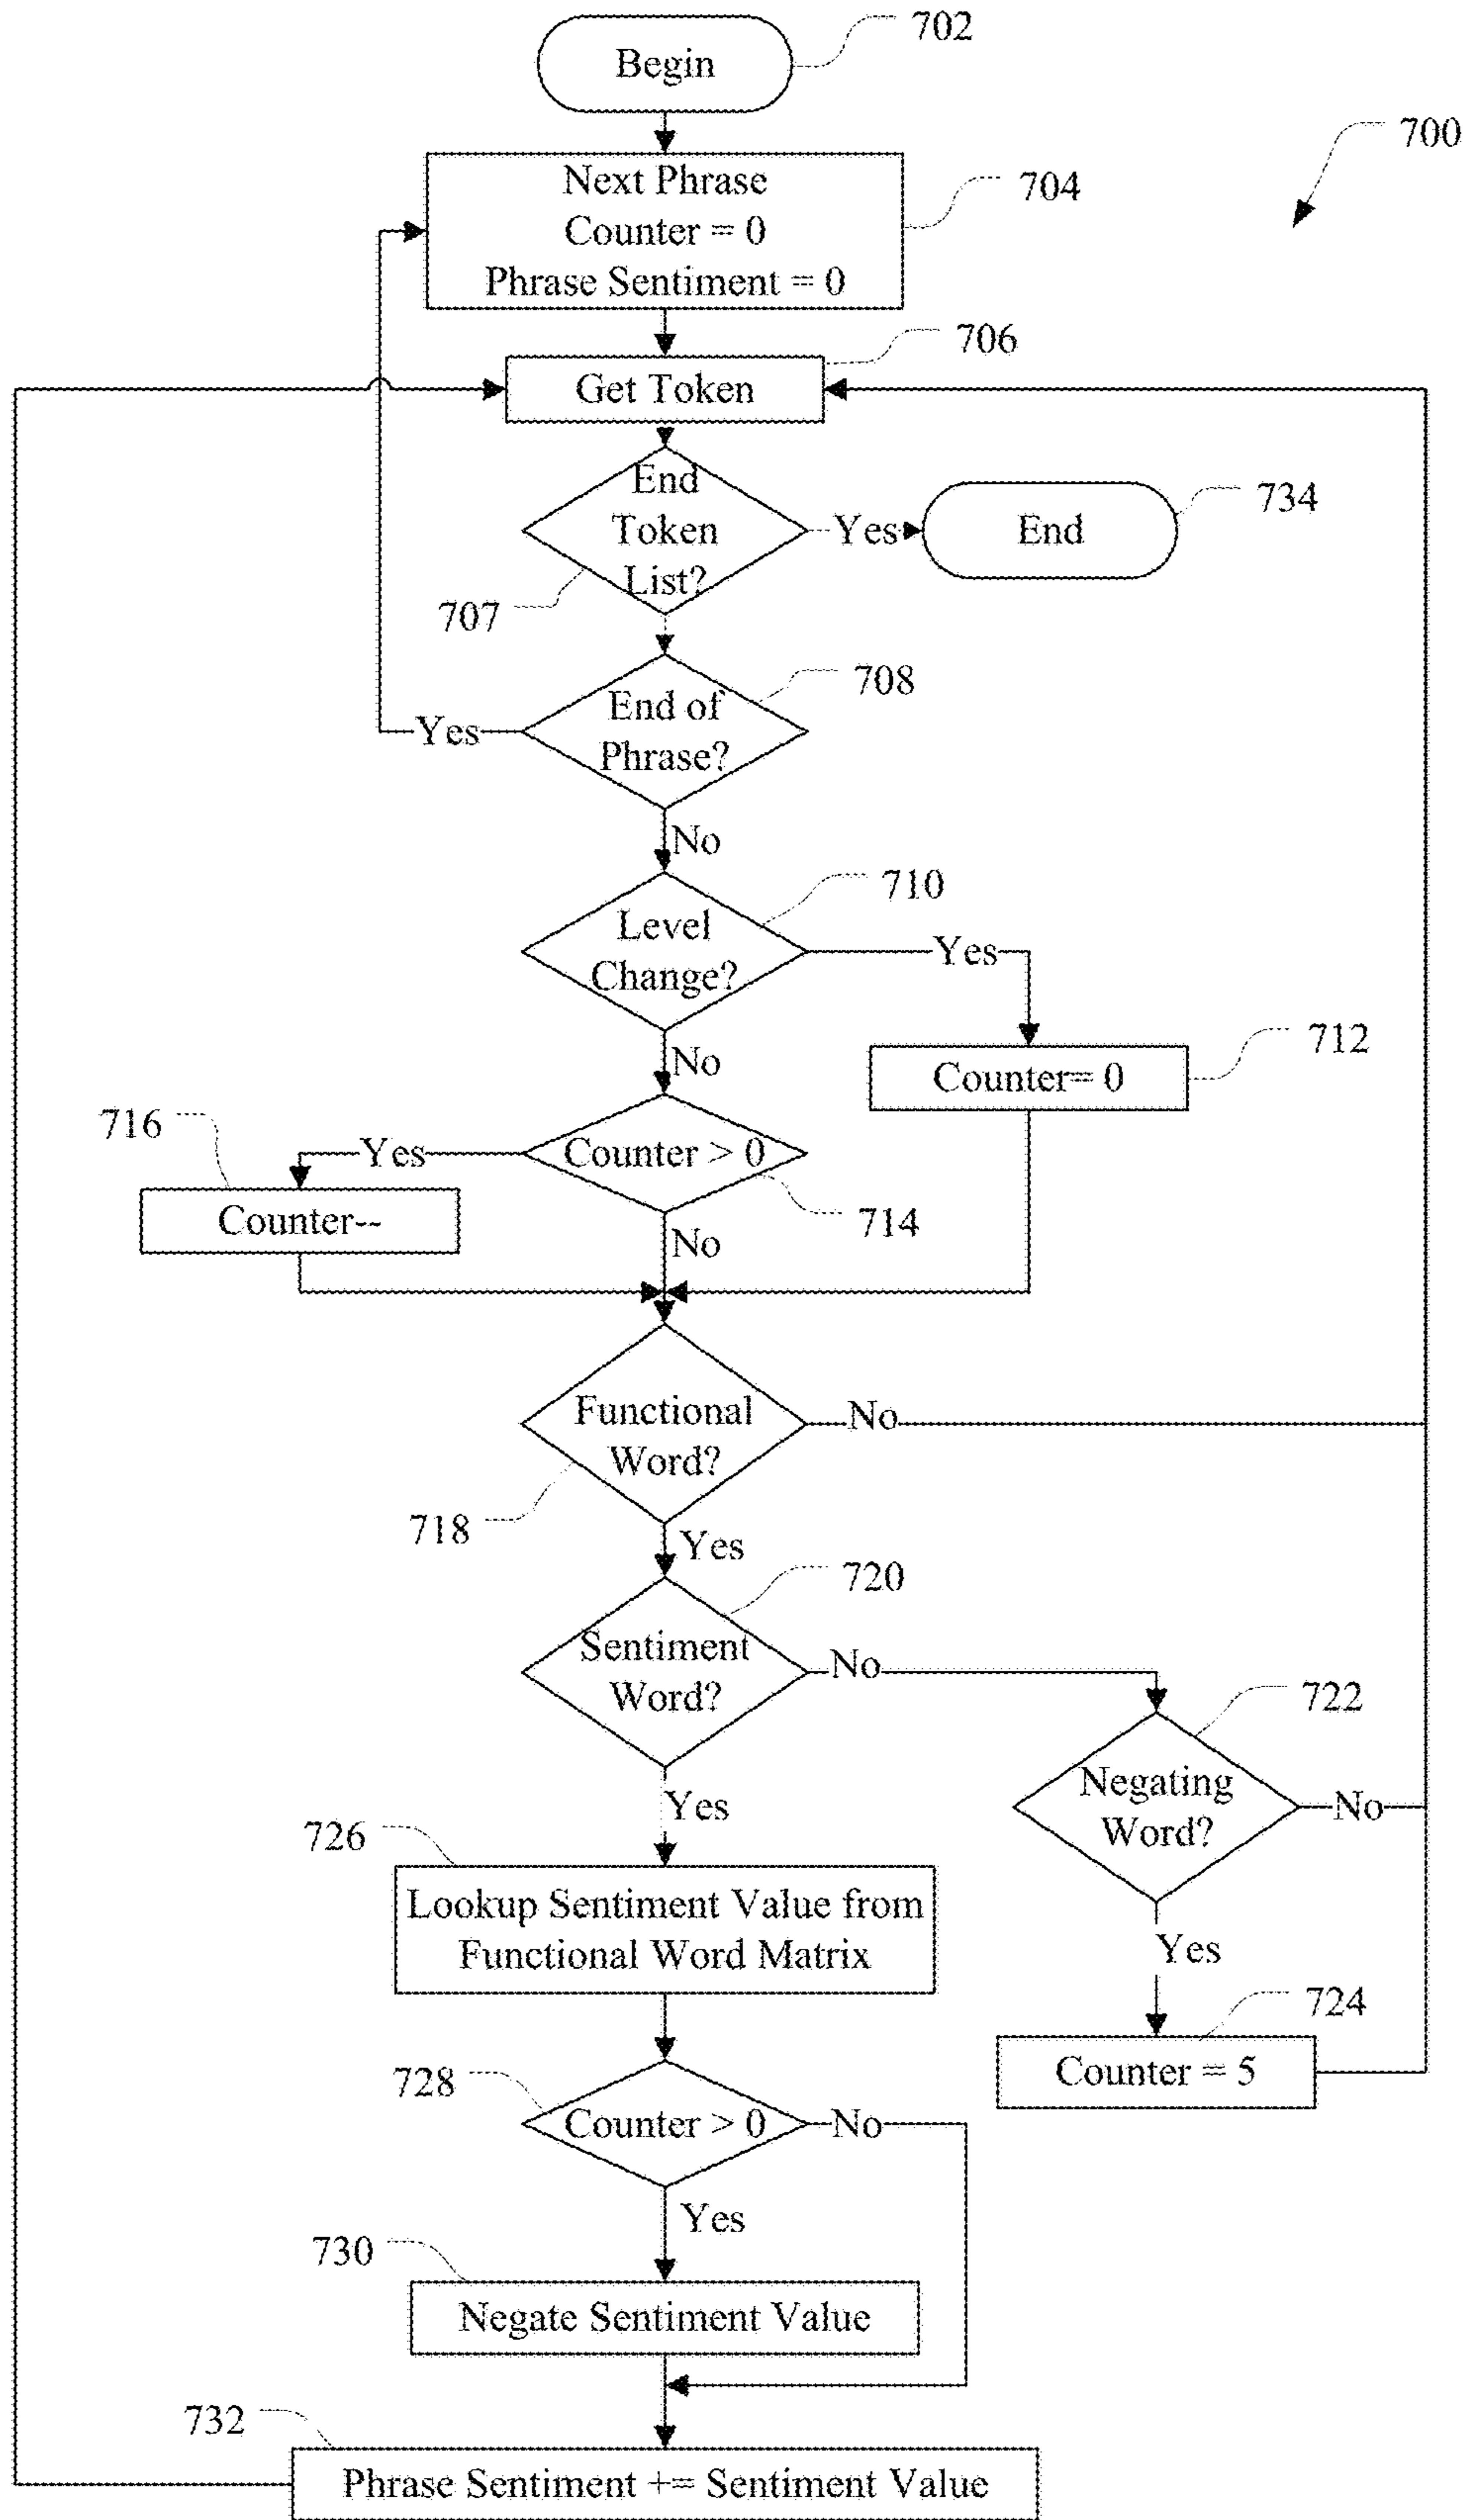 702
Begin
700
704
Next Phrase
Counter = 0
Phrase Sentiment = 0
706
Get Token
End
Token
List?
Yes
End
734
707
708
End of
Phrase?
Yes
No
710
Level
Change?
Yes
No
712
Counter= 0
716
Yes
Counter > 0
Counter--
714
No
Functional
Word?
No
718
Yes
720
Sentiment
Word?
No
722
Negating
Word?
No
Yes
726
Lookup Sentiment Value from
Functional Word Matrix
Yes
724
Counter = 5
728
Counter > 0
No
Yes
730
Negate Sentiment Value
732
Phrase Sentiment += Sentiment Value